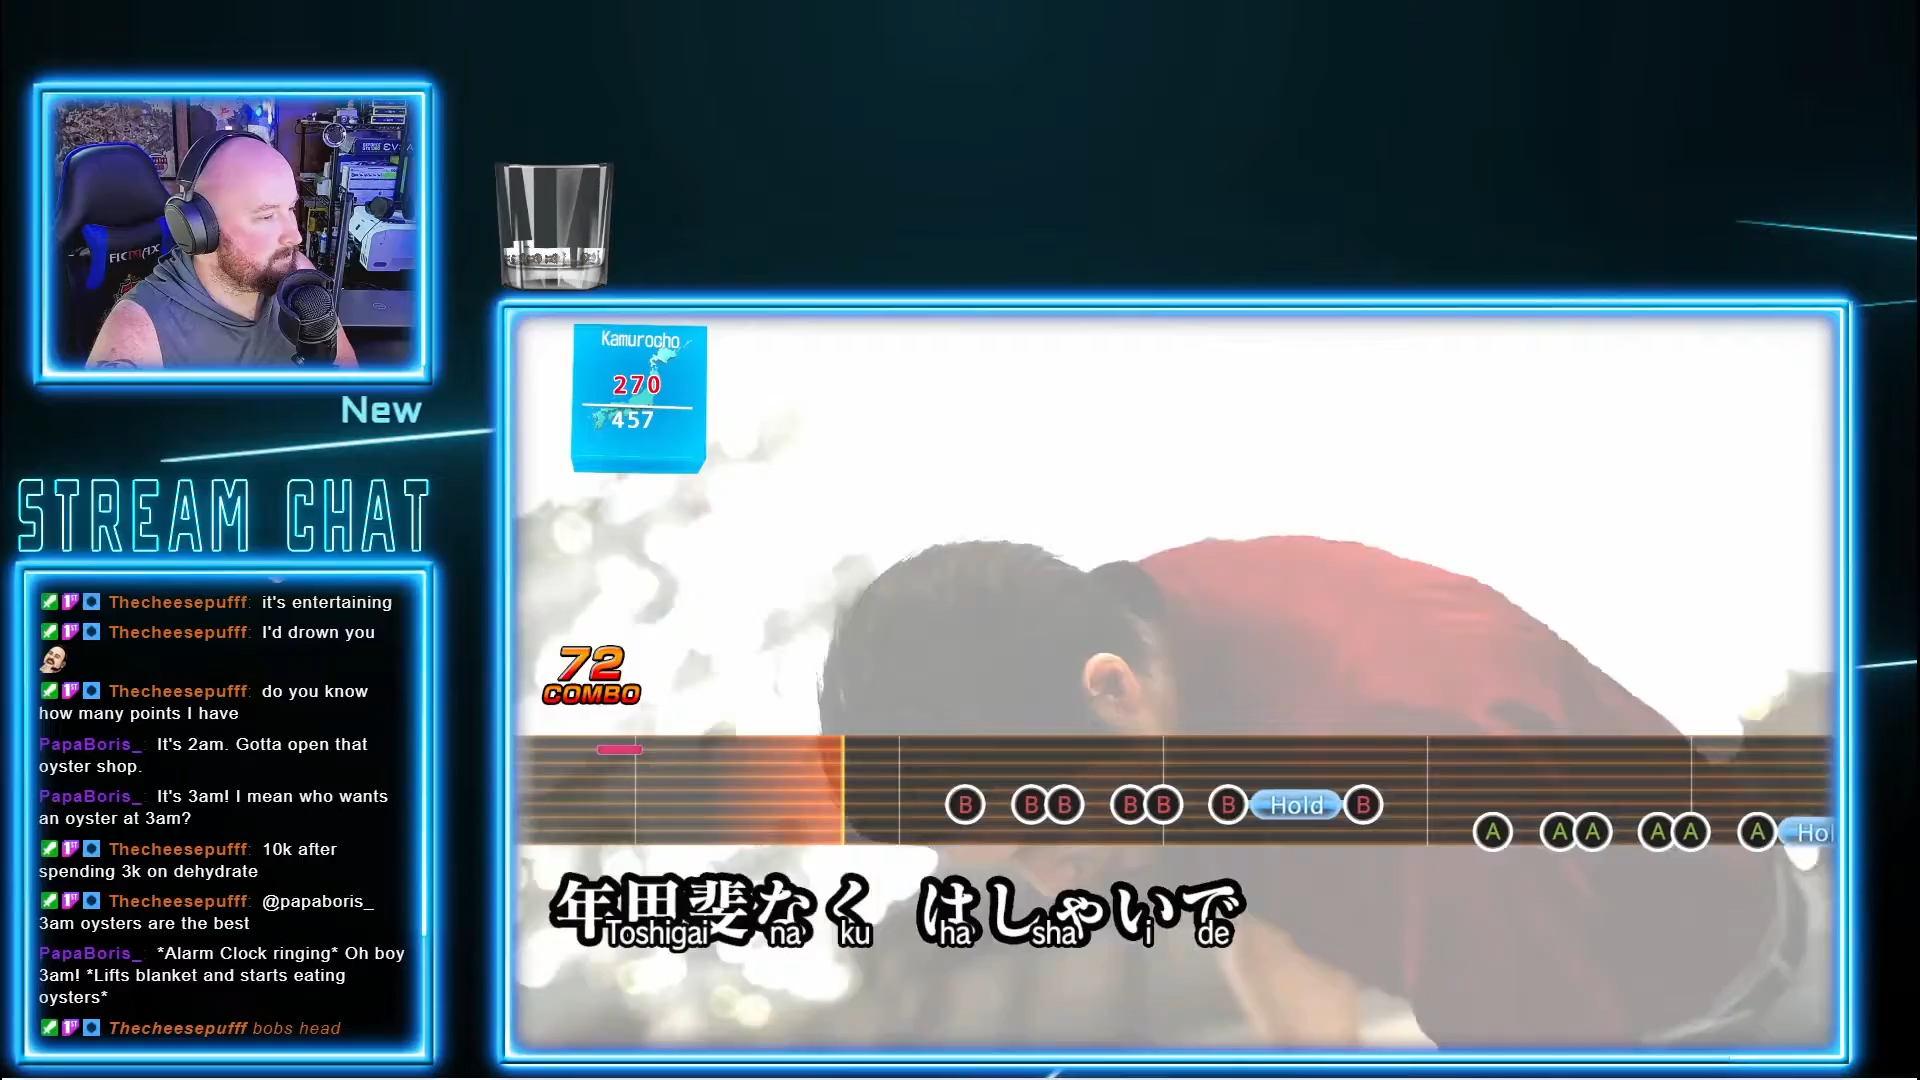 EVGA
FICMAX
New
STREAM CHAT
Thecheesepufff: it's entertaining
Thecheesepufff: I'd drown you
Thecheesepufff: do you know
how many points I have
PapaBoris_: It's 2am. Gotta open that
oyster shop.
PapaBoris_: It's 3am! I mean who wants
an oyster at 3am?
Thecheesepufff: 10k after
spending 3k on dehydrate
Thecheesepufff: @papaboris_
3am oysters are the best
PapaBoris_: *Alarm Clock ringing* Oh boy
3am! *Lifts blanket and starts eating
oysters*
Thecheesepufff bobs head
Kamurocho
270
457
72
COMBO
B B B B B B Hold B
A A A A A A Hol
年甲斐なく はしゃいで
Toshigai na ku ha sha i de